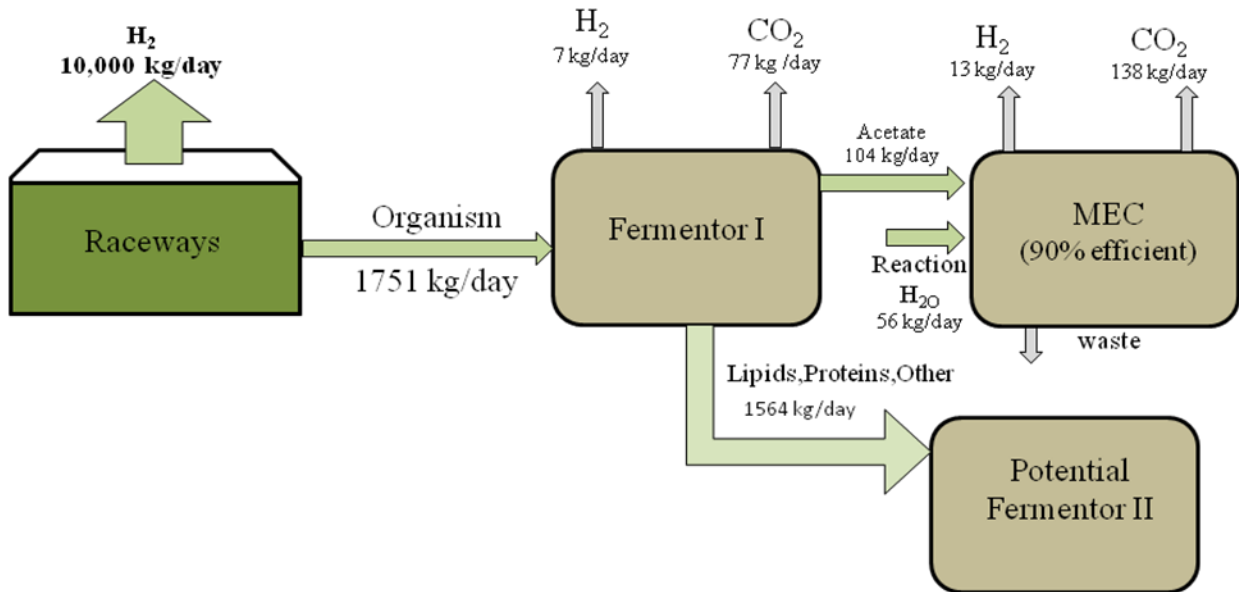 H₂
10,000 kg/day
Raceways
Organism
1751 kg/day
H₂
7 kg/day
CO₂
77 kg /day
Fermentor I
Acetate
104 kg/day
Reaction
H₂O
56 kg/day
H₂
13 kg/day
CO₂
138 kg/day
MEC
(90% efficient)
waste
Lipids,Proteins,Other
1564 kg/day
Potential
Fermentor II